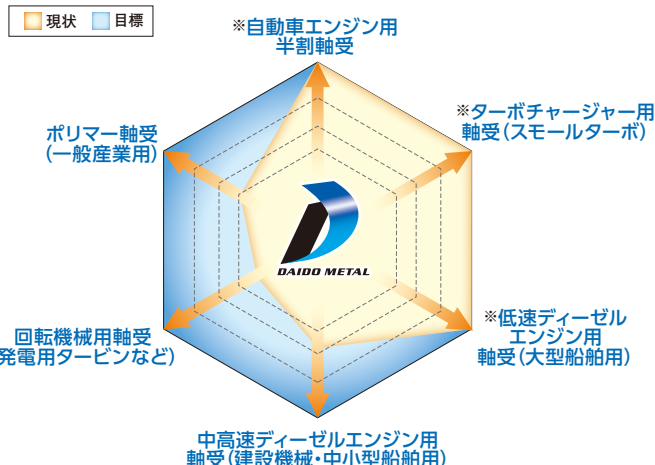 現状 目標
※自動車エンジン用
半割軸受
※ターボチャージャー用
軸受(スモールターボ)
ポリマー軸受
(一般産業用)
DAIDO METAL
※低速ディーゼル
エンジン用
軸受(大型船舶用)
回転機械用軸受
発電用タービンなど)
中高速ディーゼルエンジン用
軸受(建設機械・中小型船舶用)